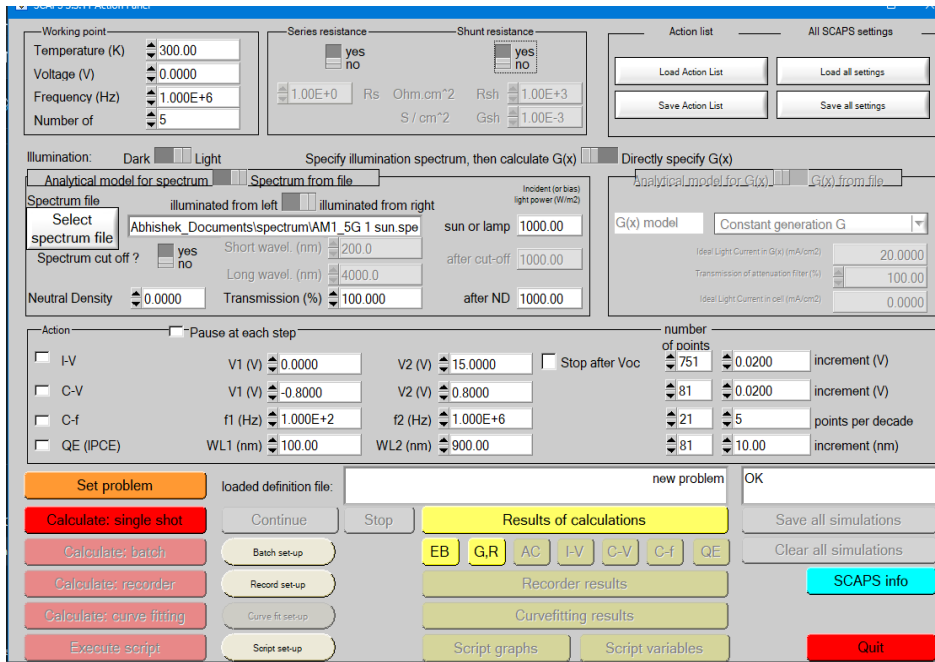 SCAPS 3.3.11 Action Panel
Working point
Series resistance
Shunt resistance
Action list
All SCAPS settings
Temperature (K) 300.00
yes
no
yes
no
Load Action List
Load all settings
Voltage (V) 0.0000
Frequency (Hz) 1.000E+6
1.00E+0 Rs Ohm.cm^2 Rsh 1.00E+3
Save Action List
Save all settings
Number of 5
S / cm^2 Gsh 1.00E-3
Illumination: Dark Light
Specify illumination spectrum, then calculate G(x) Directly specify G(x)
Analytical model for spectrum Spectrum from file
Analytical model for G(x) G(x) from file
Spectrum file
illuminated from left illuminated from right
Incident (or bias)
light power (W/m2)
Select
spectrum file
Abhishek_Documents\spectrum\AM1_5G 1 sun.spe
sun or lamp 1000.00
G(x) model Constant generation G
Spectrum cut off ? yes
no
Short wavel. (nm) 200.0
after cut-off 1000.00
Ideal Light Current in G(x) (mA/cm2) 20.0000
Long wavel. (nm) 4000.0
Transmission of attenuation filter (%) 100.00
Neutral Density 0.0000
Transmission (%) 100.000
after ND 1000.00
Ideal Light Current in cell (mA/cm2) 0.0000
Action
Pause at each step
number
of points
I-V V1 (V) 0.0000 V2 (V) 15.0000 Stop after Voc 751 0.0200 increment (V)
C-V V1 (V) -0.8000 V2 (V) 0.8000 81 0.0200 increment (V)
C-f f1 (Hz) 1.000E+2 f2 (Hz) 1.000E+6 21 5 points per decade
QE (IPCE) WL1 (nm) 100.00 WL2 (nm) 900.00 81 10.00 increment (nm)
Set problem
loaded definition file:
new problem
OK
Calculate: single shot
Continue
Stop
Results of calculations
Save all simulations
Calculate: batch
Batch set-up
EB G,R AC I-V C-V C-f QE
Clear all simulations
Calculate: recorder
Record set-up
Recorder results
SCAPS info
Calculate: curve fitting
Curve fit set-up
Curvefitting results
Execute script
Script set-up
Script graphs
Script variables
Quit